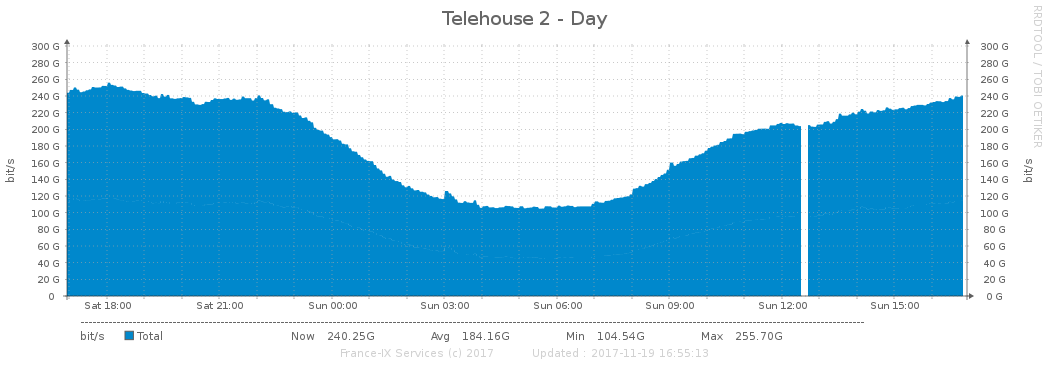 Telehouse 2 - Day
RRDTOOL / TOBI OETIKER
bit/s
300 G 300 G
280 G 280 G
260 G 260 G
240 G 240 G
220 G 220 G
200 G 200 G
180 G 180 G
160 G 160 G
140 G 140 G
120 G 120 G
100 G 100 G
80 G 80 G
60 G 60 G
40 G 40 G
20 G 20 G
0 0 G
bit/s
Sat 18:00 Sat 21:00 Sun 00:00 Sun 03:00 Sun 06:00 Sun 09:00 Sun 12:00 Sun 15:00
bit/s Total Now 240.25G Avg 184.16G Min 104.54G Max 255.70G
France-IX Services (c) 2017 Updated : 2017-11-19 16:55:13